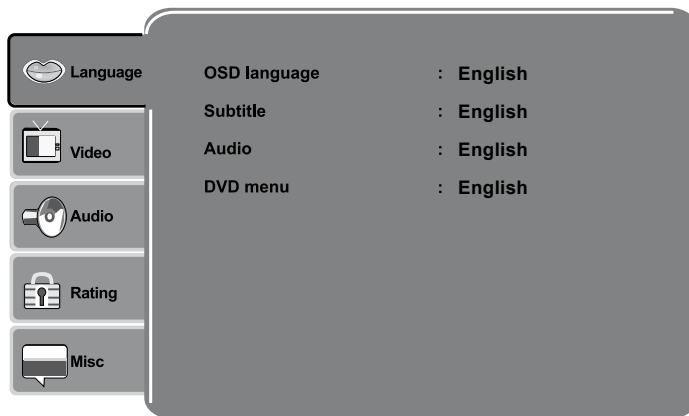 Language
Video
Audio
Rating
Misc
OSD language : English
Subtitle : English
Audio : English
DVD menu : English